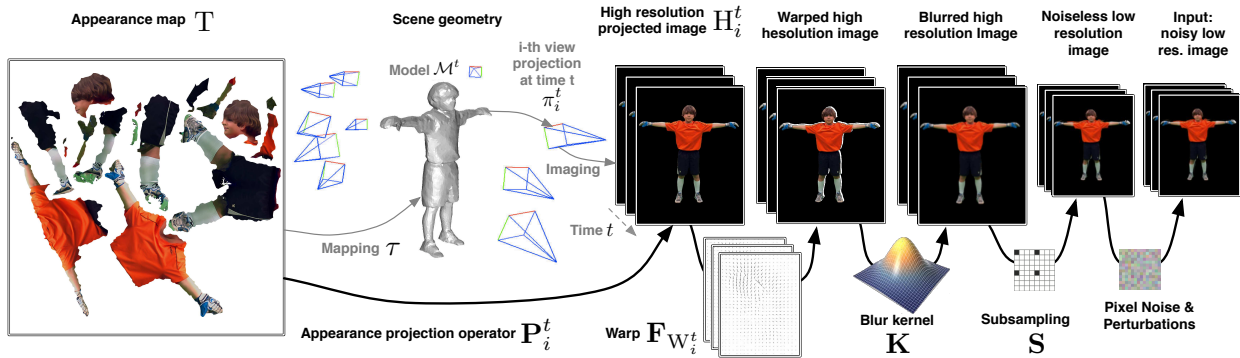 Appearance map T
Scene geometry
Model M^t
i-th view
projection
at time t
π_i^t
Imaging
Mapping τ
Time t
High resolution
projected image H_i^t
Warped high
hesolution image
Blurred high
resolution Image
Noiseless low
resolution
image
Input:
noisy low
res. image
Appearance projection operator P_i^t
Warp F_{W_i^t}
Blur kernel
K
Subsampling
S
Pixel Noise &
Perturbations